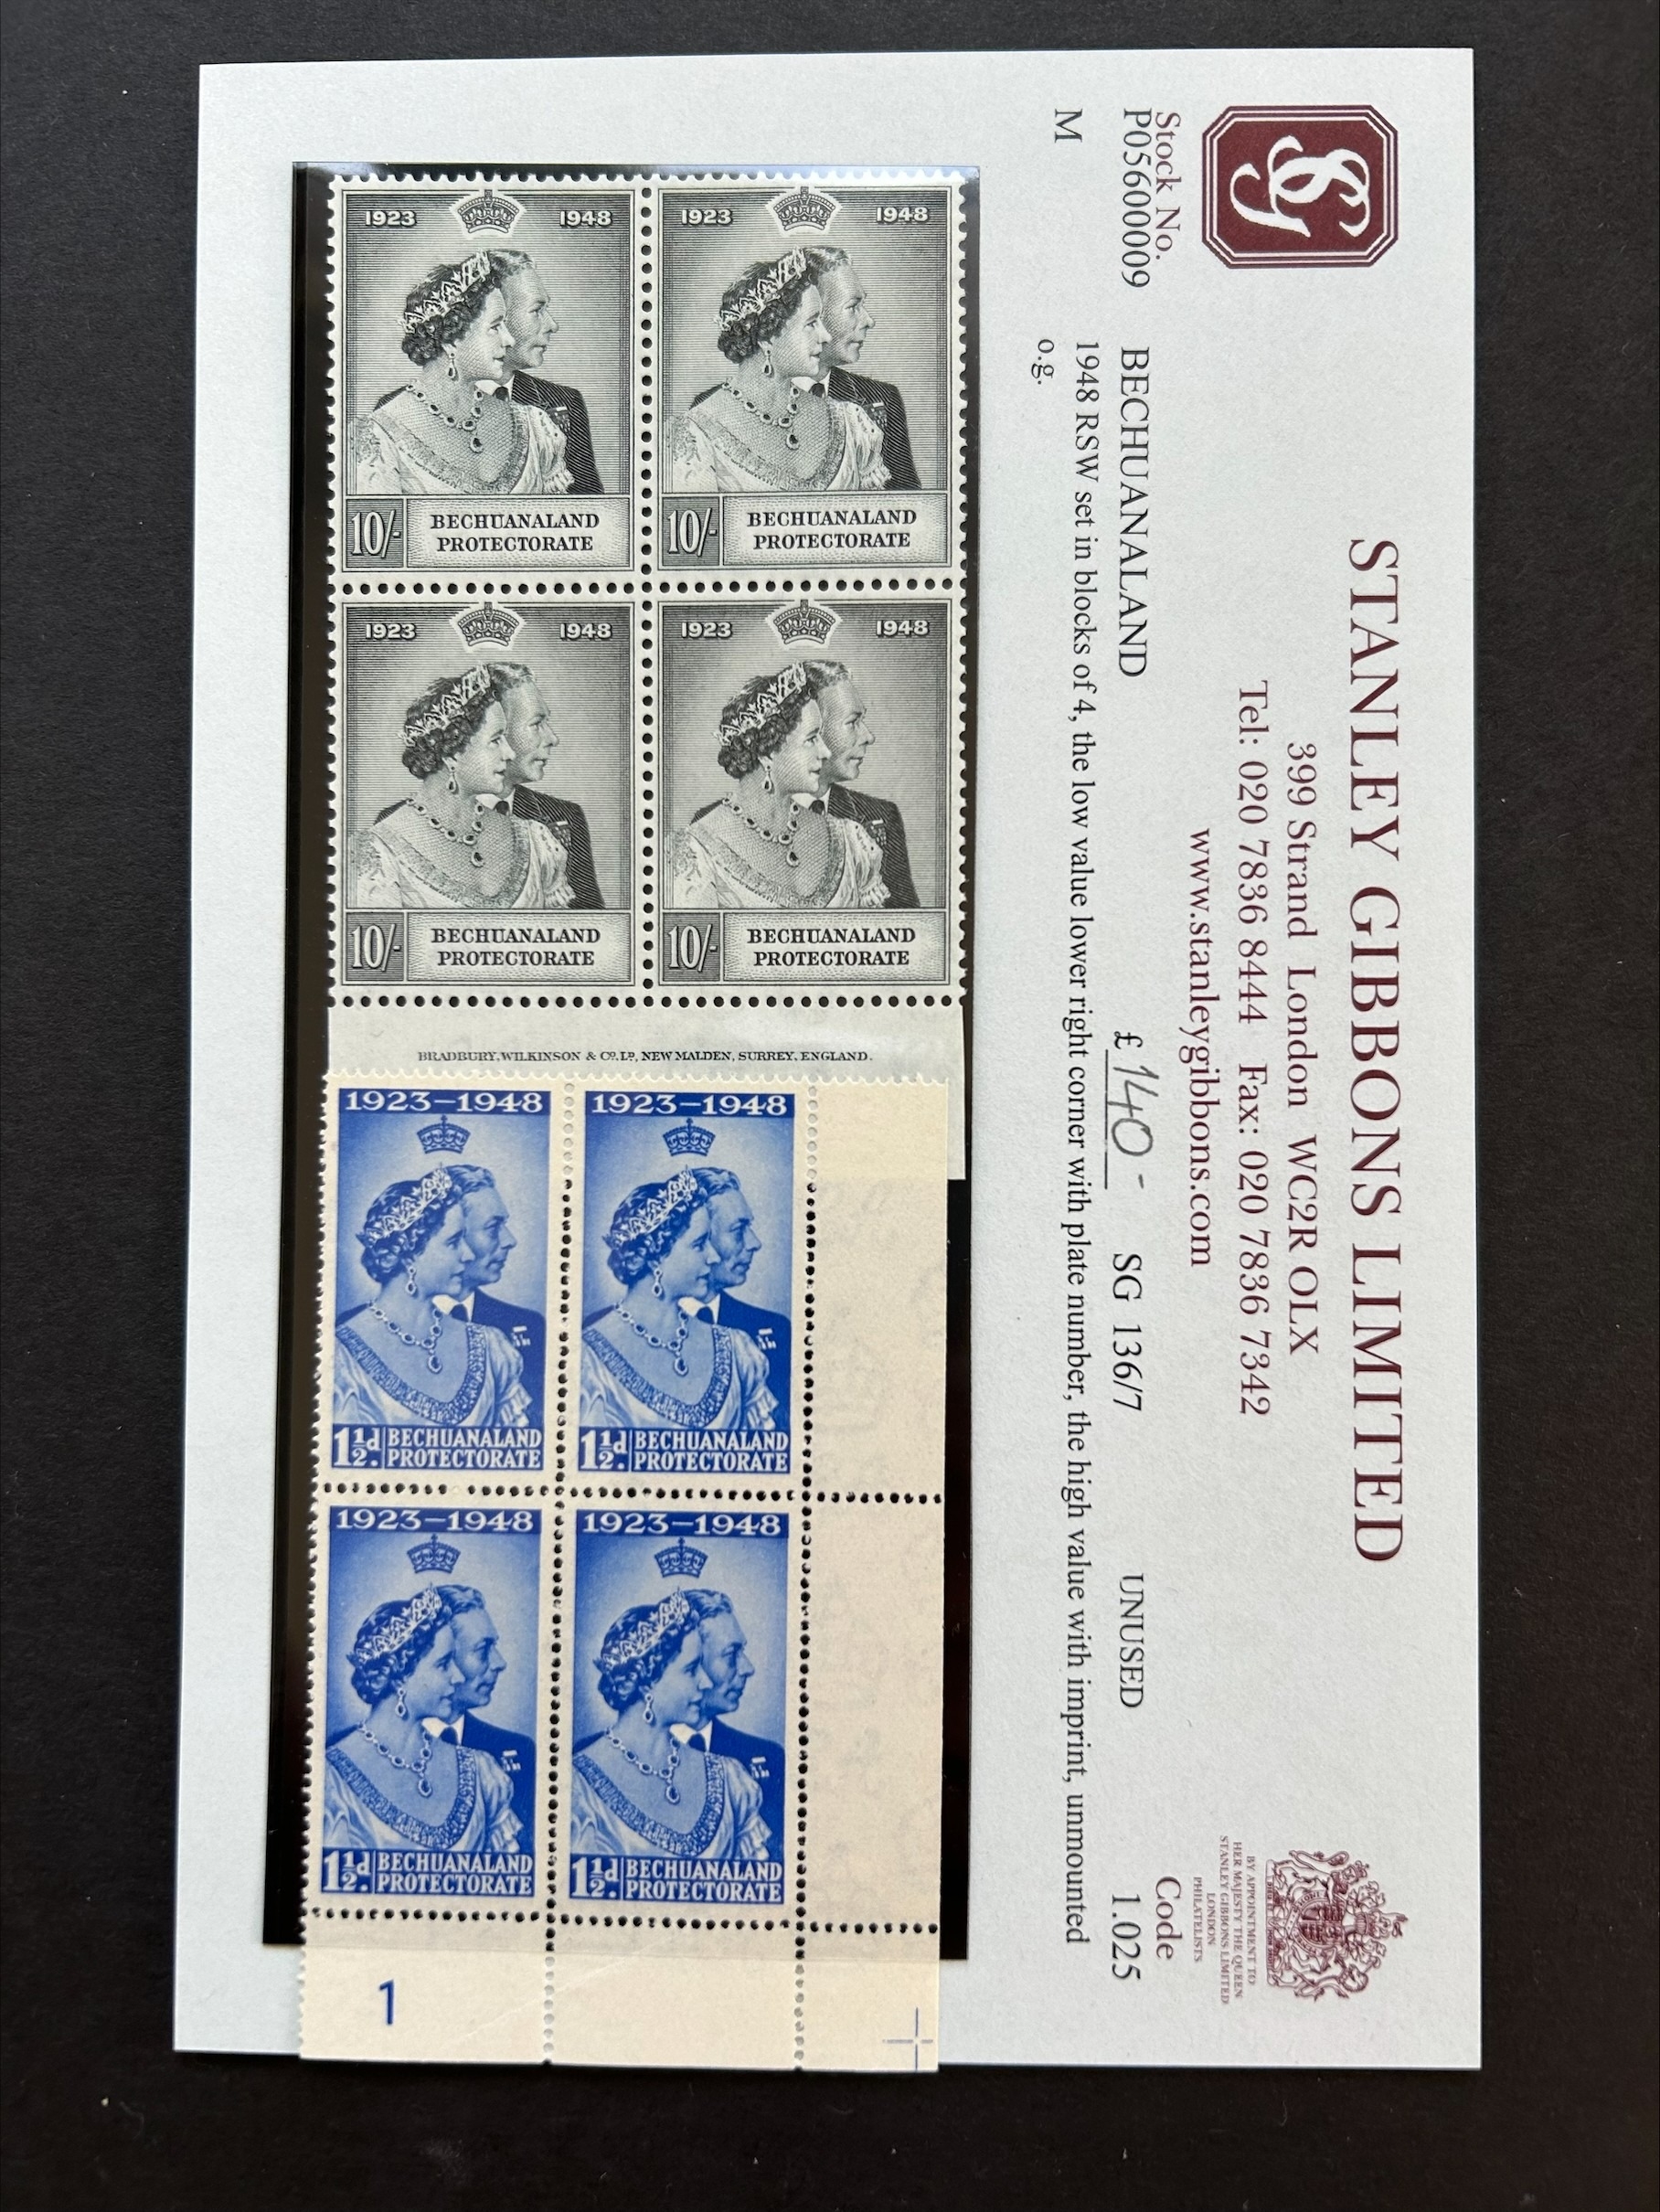 STANLEY GIBBONS LIMITED
399 Strand London WC2R OLX
Tel: 020 7836 8444 Fax: 020 7836 7342
www.stanleygibbons.com
SG
BY APPOINTMENT TO
HER MAJESTY THE QUEEN
STANLEY GIBBONS LIMITED
LONDON
PHILATELISTS
Stock No. Code
P056000009 BECHUANALAND £ 140 - SG 136/7 UNUSED 1.025
1948 RSW set in blocks of 4, the low value lower right corner with plate number, the high value with imprint, unmounted
M o.g.
1923 1948 1923 1948
10/- BECHUANALAND PROTECTORATE 10/- BECHUANALAND PROTECTORATE
1923 1948 1923 1948
10/- BECHUANALAND PROTECTORATE 10/- BECHUANALAND PROTECTORATE
BRADBURY, WILKINSON & Cº. Lᴰ, NEW MALDEN, SURREY, ENGLAND.
1923–1948 1923–1948
1½d. BECHUANALAND PROTECTORATE 1½d. BECHUANALAND PROTECTORATE
1923–1948 1923–1948
1½d. BECHUANALAND PROTECTORATE 1½d. BECHUANALAND PROTECTORATE
1